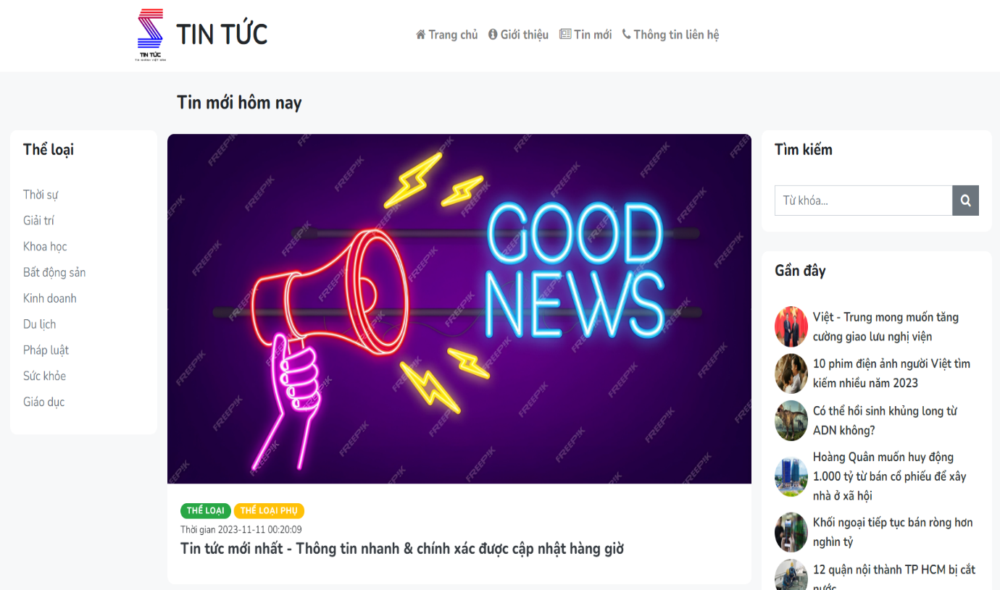 TIN TỨC
TIN TỨC
Trang chủ
Giới thiệu
Tin mới
Thông tin liên hệ
Tin mới hôm nay
Thể loại
Thời sự
Giải trí
Khoa học
Bất động sản
Kinh doanh
Du lịch
Pháp luật
Sức khỏe
Giáo dục
FREEPIK
GOOD
NEWS
THỂ LOẠI
THỂ LOẠI PHỤ
Thời gian 2023-11-11 00:20:09
Tin tức mới nhất - Thông tin nhanh & chính xác được cập nhật hàng giờ
Tìm kiếm
Từ khóa...
Gần đây
Việt - Trung mong muốn tăng
cường giao lưu nghị viện
10 phim điện ảnh người Việt tìm
kiếm nhiều năm 2023
Có thể hồi sinh khủng long từ
ADN không?
Hoàng Quân muốn huy động
1.000 tỷ từ bán cổ phiếu để xây
nhà ở xã hội
Khối ngoại tiếp tục bán ròng hơn
nghìn tỷ
12 quận nội thành TP HCM bị cắt
nước